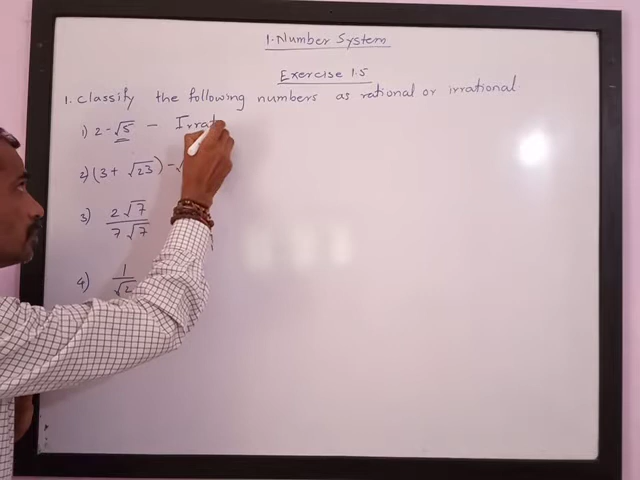 1. Number System
Exercise 1.5
1. Classify the following numbers as rational or irrational.
1) 2-√5 - Irrat
2) (3+ √23) -√
3) 2√7 / 7√7
4) 1 / √2